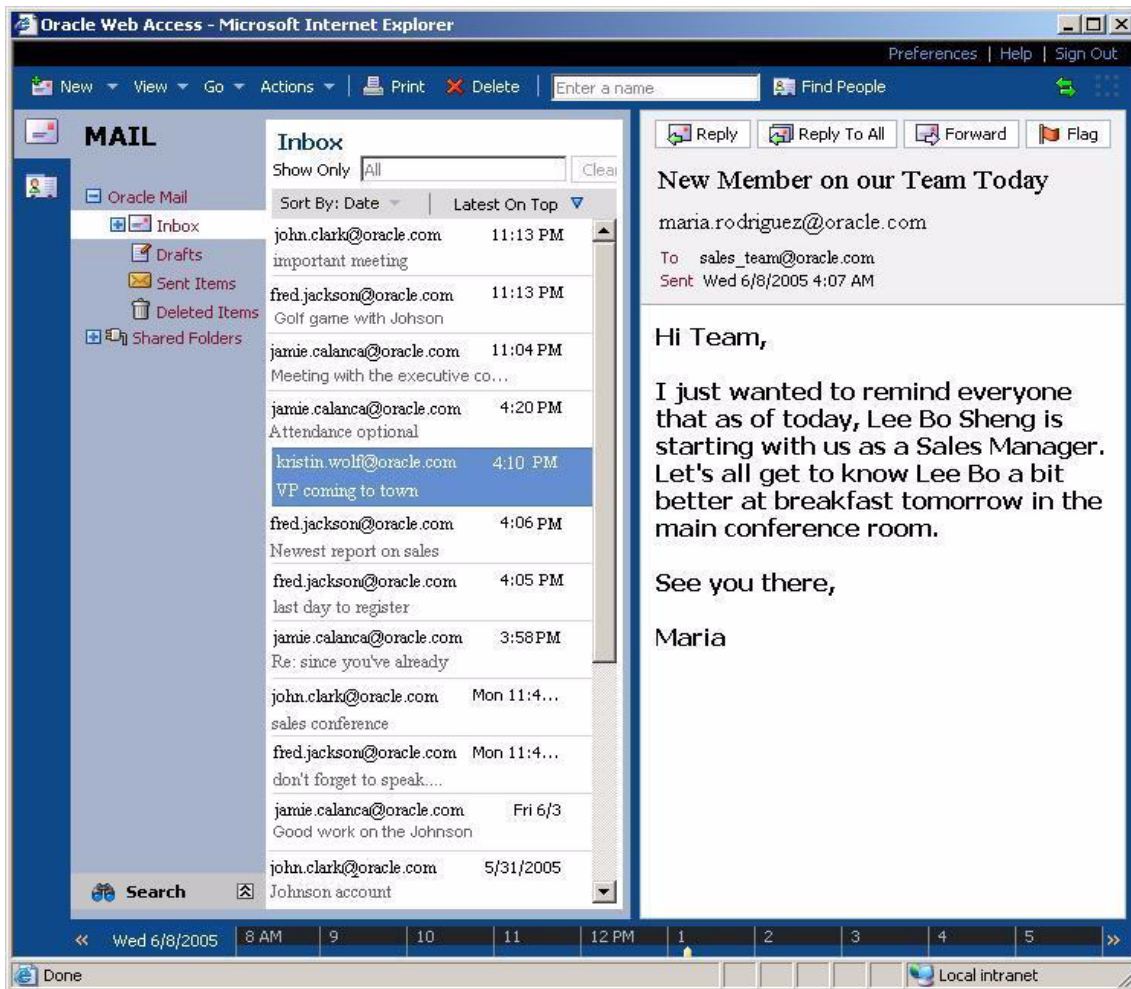 Oracle Web Access - Microsoft Internet Explorer
Preferences | Help | Sign Out
New View Go Actions | Print Delete | Enter a name Find People
MAIL
Oracle Mail
Inbox
Drafts
Sent Items
Deleted Items
Shared Folders
Search
Inbox
Show Only All Clea
Sort By: Date | Latest On Top
john.clark@oracle.com 11:13 PM
important meeting
fred.jackson@oracle.com 11:13 PM
Golf game with Johson
jamie.calanca@oracle.com 11:04 PM
Meeting with the executive co...
jamie.calanca@oracle.com 4:20 PM
Attendance optional
kristin.wolf@oracle.com 4:10 PM
VP coming to town
fred.jackson@oracle.com 4:06 PM
Newest report on sales
fred.jackson@oracle.com 4:05 PM
last day to register
jamie.calanca@oracle.com 3:58 PM
Re: since you've already
john.clark@oracle.com Mon 11:4...
sales conference
fred.jackson@oracle.com Mon 11:4...
don't forget to speak....
jamie.calanca@oracle.com Fri 6/3
Good work on the Johnson
john.clark@oracle.com 5/31/2005
Johnson account
Reply Reply To All Forward Flag
New Member on our Team Today
maria.rodriguez@oracle.com
To sales_team@oracle.com
Sent Wed 6/8/2005 4:07 AM
Hi Team,
I just wanted to remind everyone
that as of today, Lee Bo Sheng is
starting with us as a Sales Manager.
Let's all get to know Lee Bo a bit
better at breakfast tomorrow in the
main conference room.
See you there,
Maria
« Wed 6/8/2005 8 AM 9 10 11 12 PM 1 2 3 4 5 »
Done Local intranet